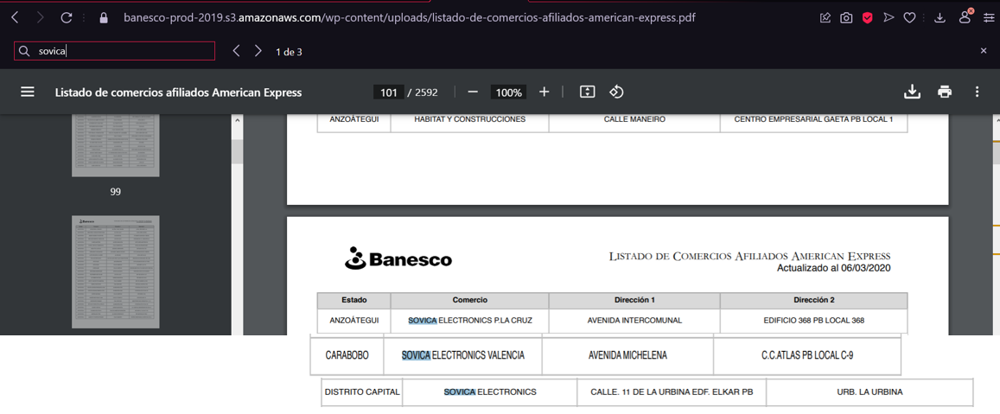 banesco-prod-2019.s3.amazonaws.com/wp-content/uploads/listado-de-comercios-afiliados-american-express.pdf
sovica
1 de 3
Listado de comercios afiliados American Express
101 / 2592
100%
ANZOÁTEGUI HABITAT Y CONSTRUCCIONES CALLE MANEIRO CENTRO EMPRESARIAL GAETA PB LOCAL 1
99
Banesco
LISTADO DE COMERCIOS AFILIADOS AMERICAN EXPRESS
Actualizado al 06/03/2020
Estado Comercio Dirección 1 Dirección 2
ANZOÁTEGUI SOVICA ELECTRONICS P.LA CRUZ AVENIDA INTERCOMUNAL EDIFICIO 368 PB LOCAL 368
CARABOBO SOVICA ELECTRONICS VALENCIA AVENIDA MICHELENA C.C.ATLAS PB LOCAL C-9
DISTRITO CAPITAL SOVICA ELECTRONICS CALLE. 11 DE LA URBINA EDF. ELKAR PB URB. LA URBINA